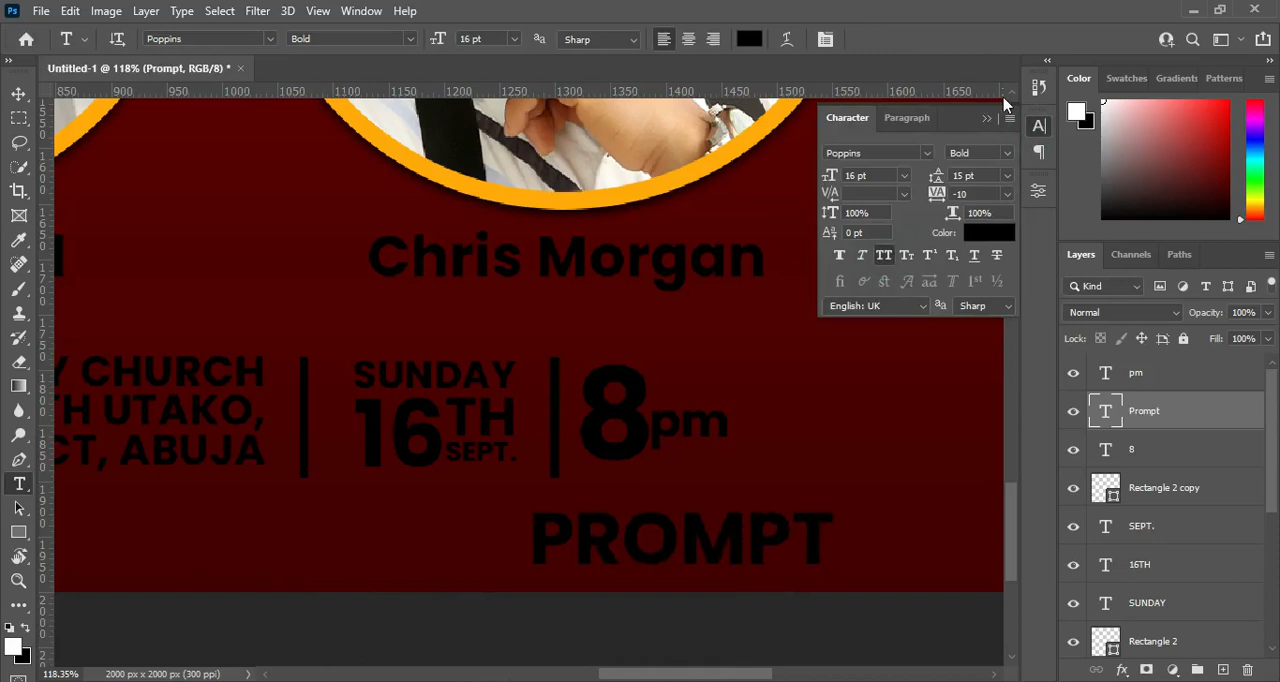 Ps File Edit Image Layer Type Select Filter 3D View Window Help
Poppins Bold 16 pt Sharp
Untitled-1 @ 118% (Prompt, RGB/8) *
850 900 950 1000 1050 1100 1150 1200 1250 1300 1350 1400 1450 1500 1550 1600 1650
Color Swatches Gradient Patterns
Character Paragraph
Poppins Bold
16 pt 15 pt
-10
100% 100%
0 pt Color:
English: UK Sharp
Chris Morgan
Y CHURCH
TH UTAKO,
CT, ABUJA
SUNDAY
16TH
SEPT.
8pm
PROMPT
Layers Channels Paths
Kind
Normal Opacity: 100%
Lock: Fill: 100%
pm
Prompt
8
Rectangle 2 copy
SEPT.
16TH
SUNDAY
Rectangle 2
118.35% 2000 px x 2000 px (300 ppi)